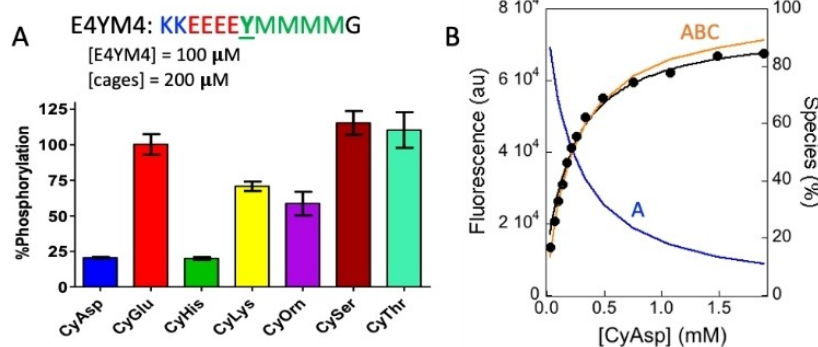 A
E4YM4: KKEEEEYMMMMG
[E4YM4] = 100 μM
[cages] = 200 μM
%Phosphorylation
125
100
75
50
25
0
CyAsp
CyGlu
CyHis
CyLys
CyOrn
CySer
CyThr
B
Fluorescence (au)
8 10⁴
6 10⁴
4 10⁴
2 10⁴
0
ABC
A
100
80
60
40
20
0
Species (%)
0.0
0.5
1.0
1.5
[CyAsp] (mM)